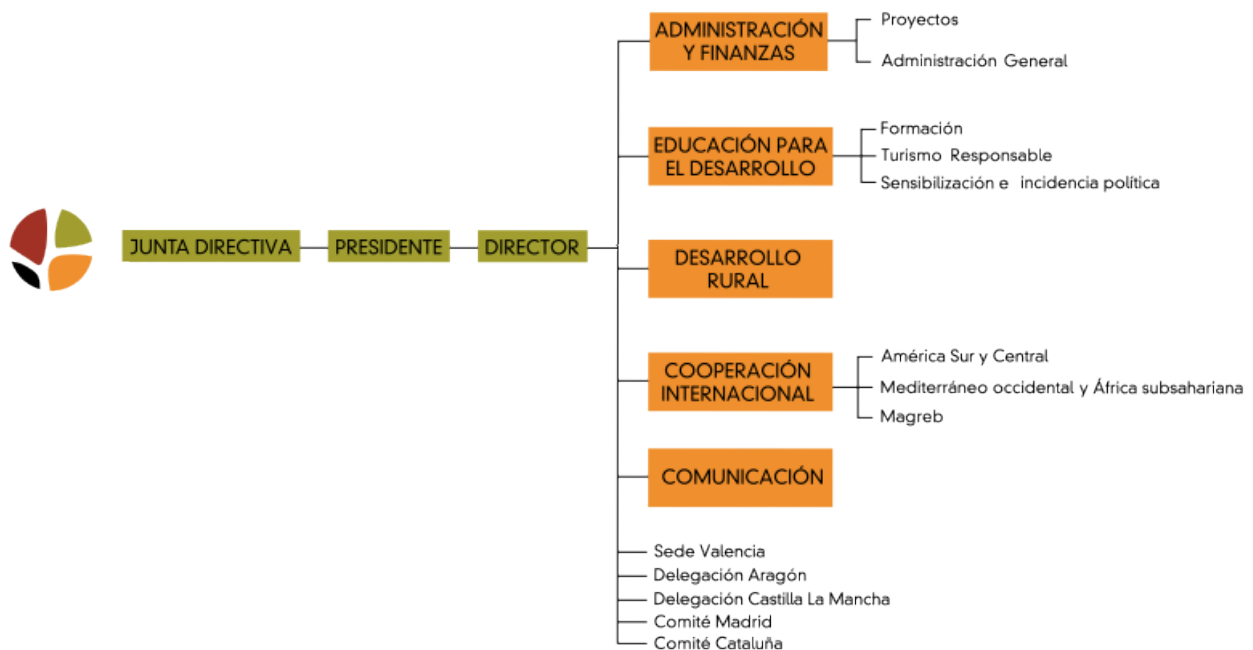 JUNTA DIRECTIVA
PRESIDENTE
DIRECTOR
ADMINISTRACIÓN
Y FINANZAS
Proyectos
Administración General
EDUCACIÓN PARA
EL DESARROLLO
Formación
Turismo Responsable
Sensibilización e incidencia política
DESARROLLO
RURAL
COOPERACIÓN
INTERNACIONAL
América Sur y Central
Mediterráneo occidental y África subsahariana
Magreb
COMUNICACIÓN
Sede Valencia
Delegación Aragón
Delegación Castilla La Mancha
Comité Madrid
Comité Cataluña